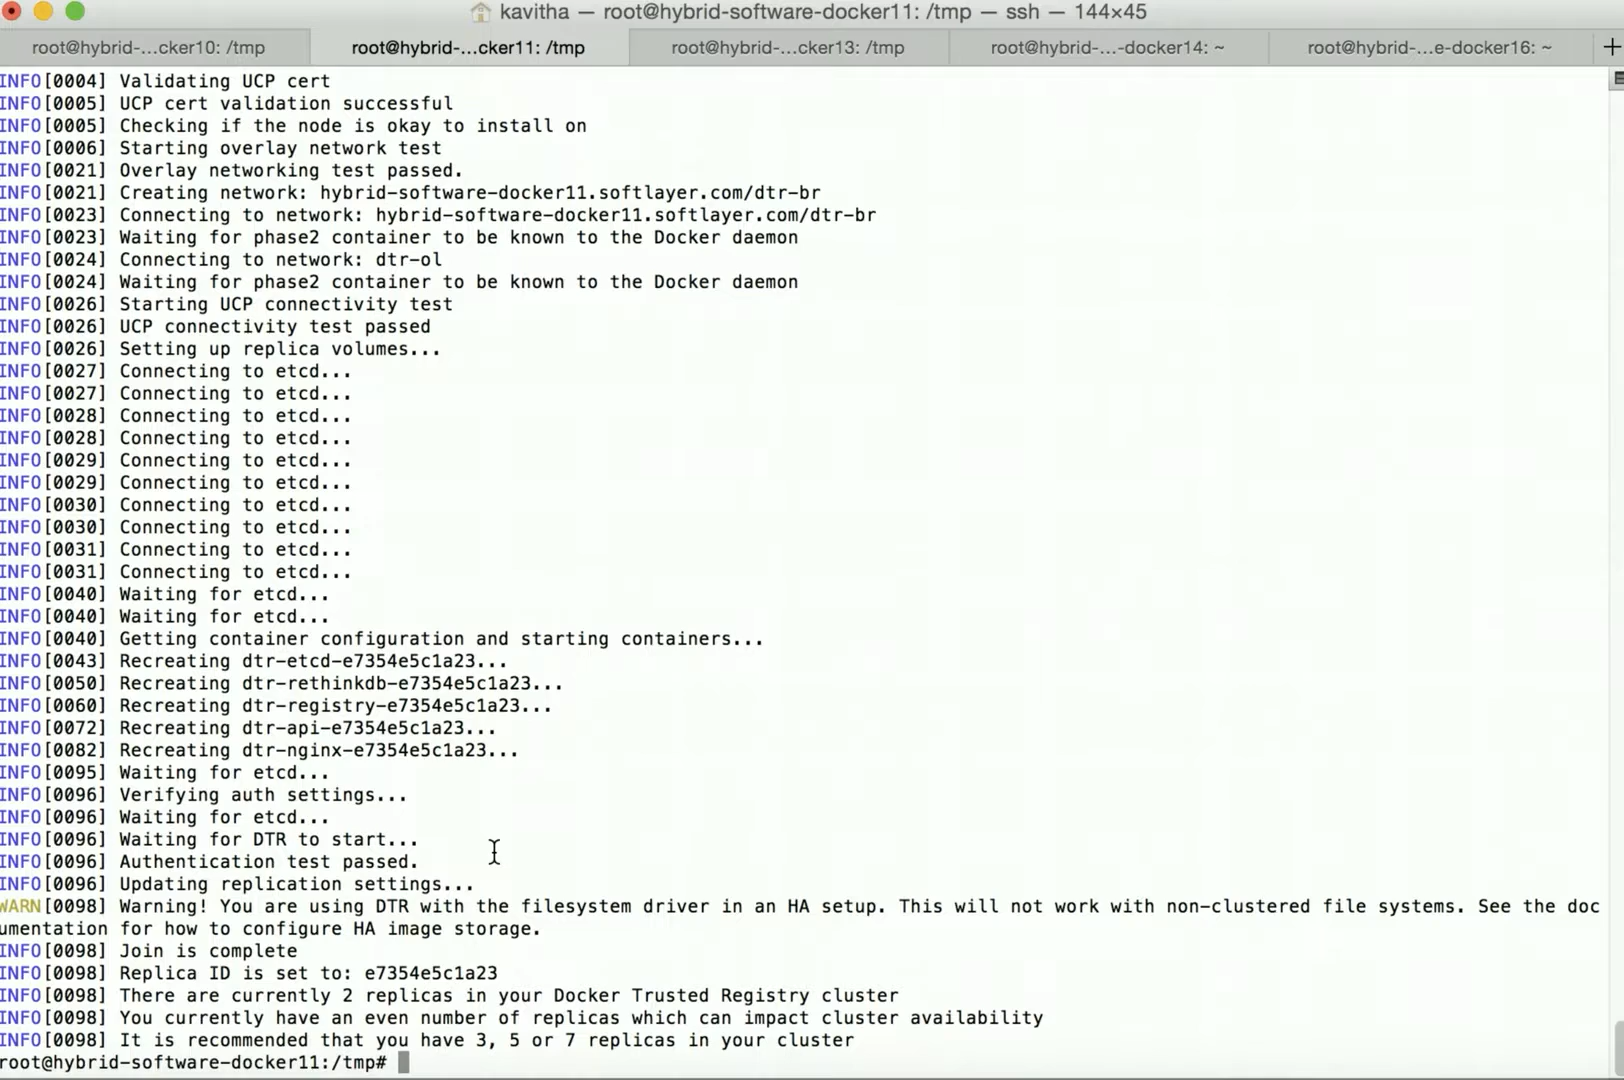 kavitha — root@hybrid-software-docker11: /tmp — ssh — 144×45
root@hybrid-...cker10: /tmp root@hybrid-...cker11: /tmp root@hybrid-...cker13: /tmp root@hybrid-...-docker14: ~ root@hybrid-...e-docker16: ~ +
INFO[0004] Validating UCP cert
INFO[0005] UCP cert validation successful
INFO[0005] Checking if the node is okay to install on
INFO[0006] Starting overlay network test
INFO[0021] Overlay networking test passed.
INFO[0021] Creating network: hybrid-software-docker11.softlayer.com/dtr-br
INFO[0023] Connecting to network: hybrid-software-docker11.softlayer.com/dtr-br
INFO[0023] Waiting for phase2 container to be known to the Docker daemon
INFO[0024] Connecting to network: dtr-ol
INFO[0024] Waiting for phase2 container to be known to the Docker daemon
INFO[0026] Starting UCP connectivity test
INFO[0026] UCP connectivity test passed
INFO[0026] Setting up replica volumes...
INFO[0027] Connecting to etcd...
INFO[0027] Connecting to etcd...
INFO[0028] Connecting to etcd...
INFO[0028] Connecting to etcd...
INFO[0029] Connecting to etcd...
INFO[0029] Connecting to etcd...
INFO[0030] Connecting to etcd...
INFO[0030] Connecting to etcd...
INFO[0031] Connecting to etcd...
INFO[0031] Connecting to etcd...
INFO[0040] Waiting for etcd...
INFO[0040] Waiting for etcd...
INFO[0040] Getting container configuration and starting containers...
INFO[0043] Recreating dtr-etcd-e7354e5c1a23...
INFO[0050] Recreating dtr-rethinkdb-e7354e5c1a23...
INFO[0060] Recreating dtr-registry-e7354e5c1a23...
INFO[0072] Recreating dtr-api-e7354e5c1a23...
INFO[0082] Recreating dtr-nginx-e7354e5c1a23...
INFO[0095] Waiting for etcd...
INFO[0096] Verifying auth settings...
INFO[0096] Waiting for etcd...
INFO[0096] Waiting for DTR to start...
INFO[0096] Authentication test passed.
INFO[0096] Updating replication settings...
WARN[0098] Warning! You are using DTR with the filesystem driver in an HA setup. This will not work with non-clustered file systems. See the doc
umentation for how to configure HA image storage.
INFO[0098] Join is complete
INFO[0098] Replica ID is set to: e7354e5c1a23
INFO[0098] There are currently 2 replicas in your Docker Trusted Registry cluster
INFO[0098] You currently have an even number of replicas which can impact cluster availability
INFO[0098] It is recommended that you have 3, 5 or 7 replicas in your cluster
root@hybrid-software-docker11:/tmp#